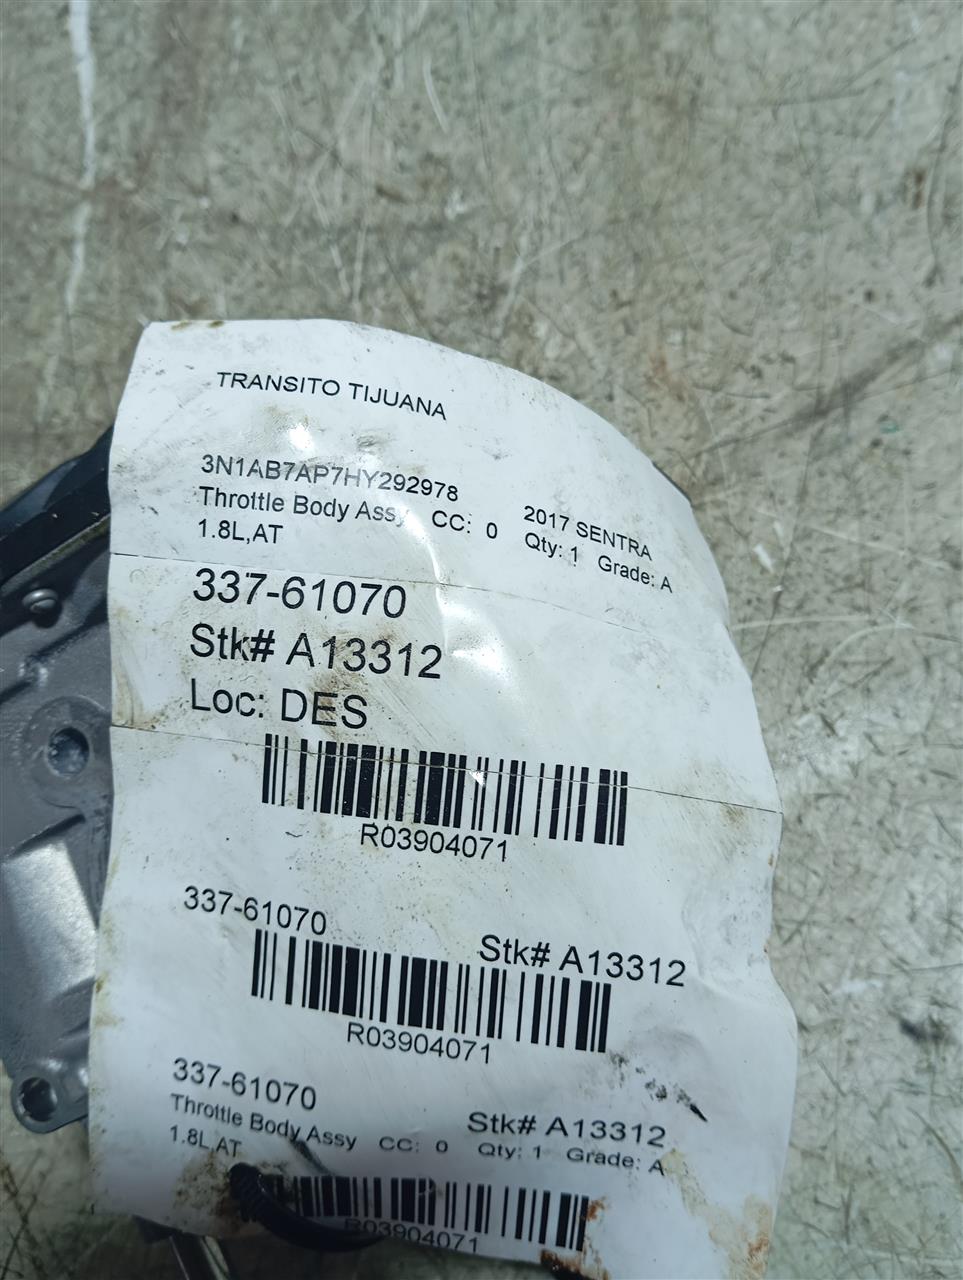 TRANSITO TIJUANA
3N1AB7AP7HY292978 2017 SENTRA
Throttle Body Assy CC: 0 Qty: 1 Grade: A
1.8L,AT
337-61070
Stk# A13312
Loc: DES
R03904071
337-61070 Stk# A13312
R03904071
337-61070 Stk# A13312
Throttle Body Assy CC: 0 Qty: 1 Grade: A
1.8L,AT
R03904071